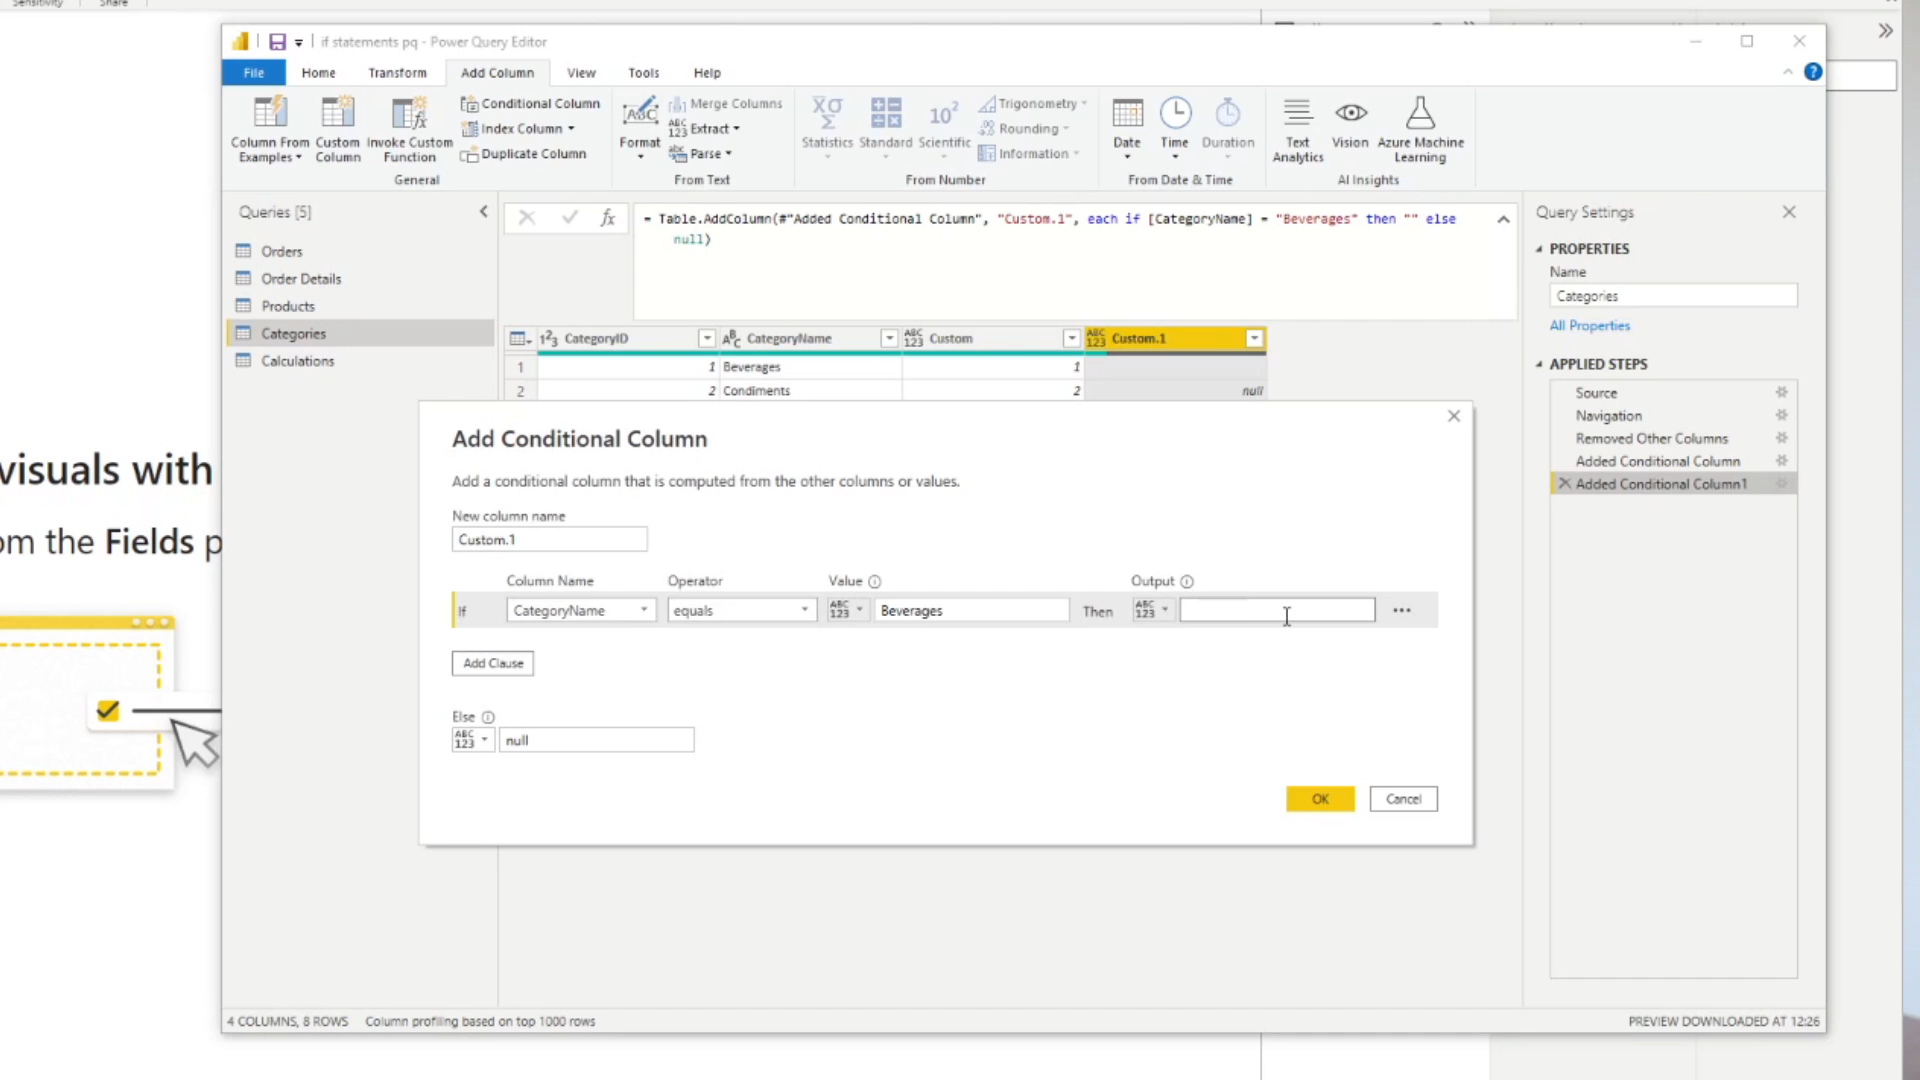 Sensitivity
Share
if statements pq - Power Query Editor
File
Home
Transform
Add Column
View
Tools
Help
?
Column From
Examples
Custom
Column
Invoke Custom
Function
Conditional Column
Index Column
Duplicate Column
General
Format
Merge Columns
Extract
Parse
From Text
Statistics
Standard
Scientific
Trigonometry
Rounding
Information
From Number
Date
Time
Duration
From Date & Time
Text
Analytics
Vision
Azure Machine
Learning
AI Insights
Queries [5]
Orders
Order Details
Products
Categories
Calculations
fx
= Table.AddColumn(#"Added Conditional Column", "Custom.1", each if [CategoryName] = "Beverages" then "" else
null)
CategoryID
CategoryName
Custom
Custom.1
1 1 Beverages 1
2 2 Condiments 2 null
Add Conditional Column
Add a conditional column that is computed from the other columns or values.
New column name
Custom.1
Column Name Operator Value Output
If CategoryName equals ABC 123 Beverages Then ABC 123
Add Clause
Else
ABC 123 null
OK Cancel
Query Settings
PROPERTIES
Name
Categories
All Properties
APPLIED STEPS
Source
Navigation
Removed Other Columns
Added Conditional Column
Added Conditional Column1
visuals with
om the Fields p
4 COLUMNS, 8 ROWS Column profiling based on top 1000 rows
PREVIEW DOWNLOADED AT 12:26